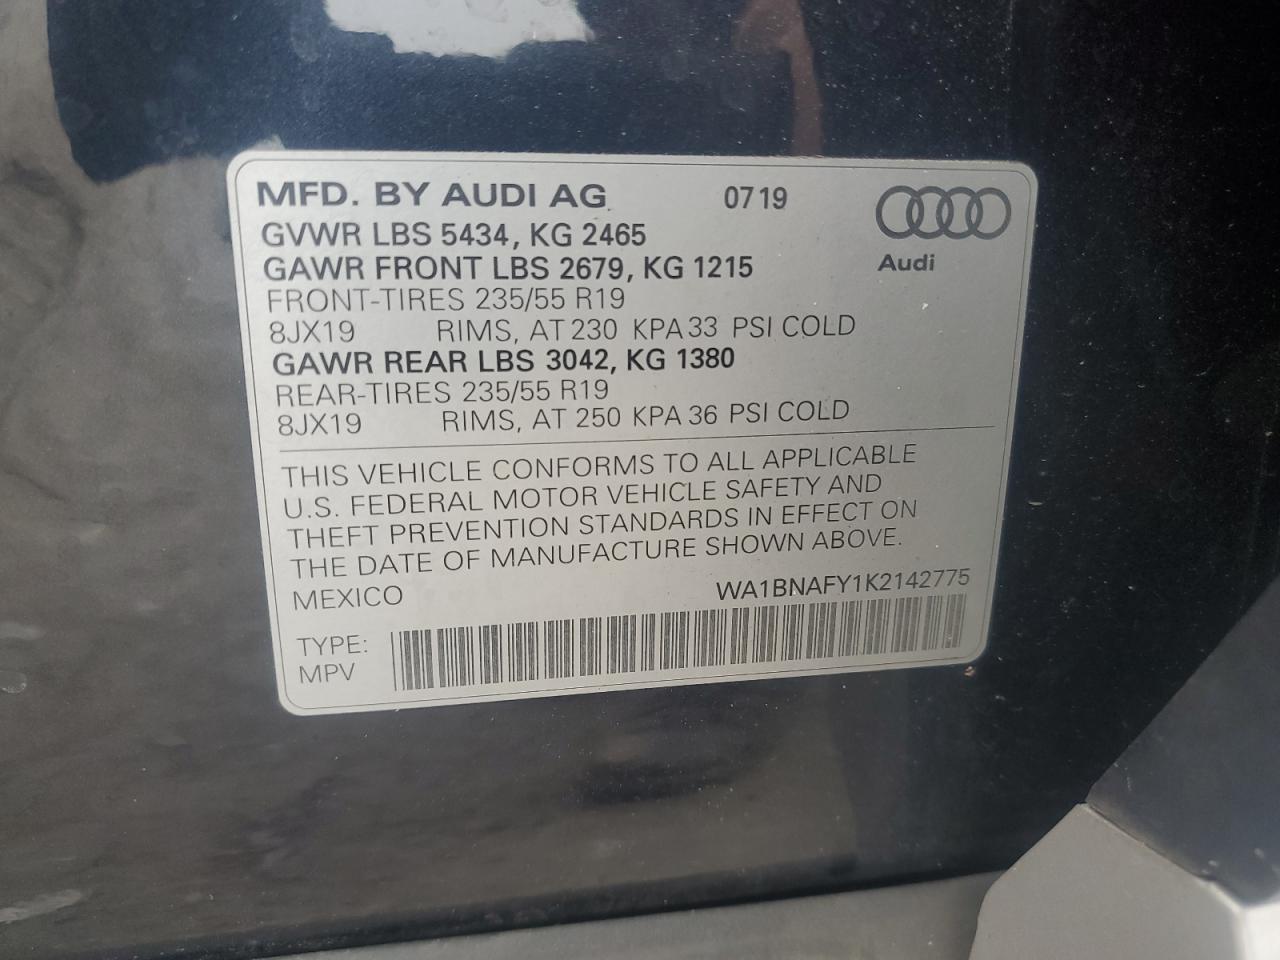 MFD. BY AUDI AG 0719
GVWR LBS 5434, KG 2465
GAWR FRONT LBS 2679, KG 1215
Audi
FRONT-TIRES 235/55 R19
8JX19 RIMS, AT 230 KPA 33 PSI COLD
GAWR REAR LBS 3042, KG 1380
REAR-TIRES 235/55 R19
8JX19 RIMS, AT 250 KPA 36 PSI COLD
THIS VEHICLE CONFORMS TO ALL APPLICABLE
U.S. FEDERAL MOTOR VEHICLE SAFETY AND
THEFT PREVENTION STANDARDS IN EFFECT ON
THE DATE OF MANUFACTURE SHOWN ABOVE.
MEXICO WA1BNAFY1K2142775
TYPE:
MPV